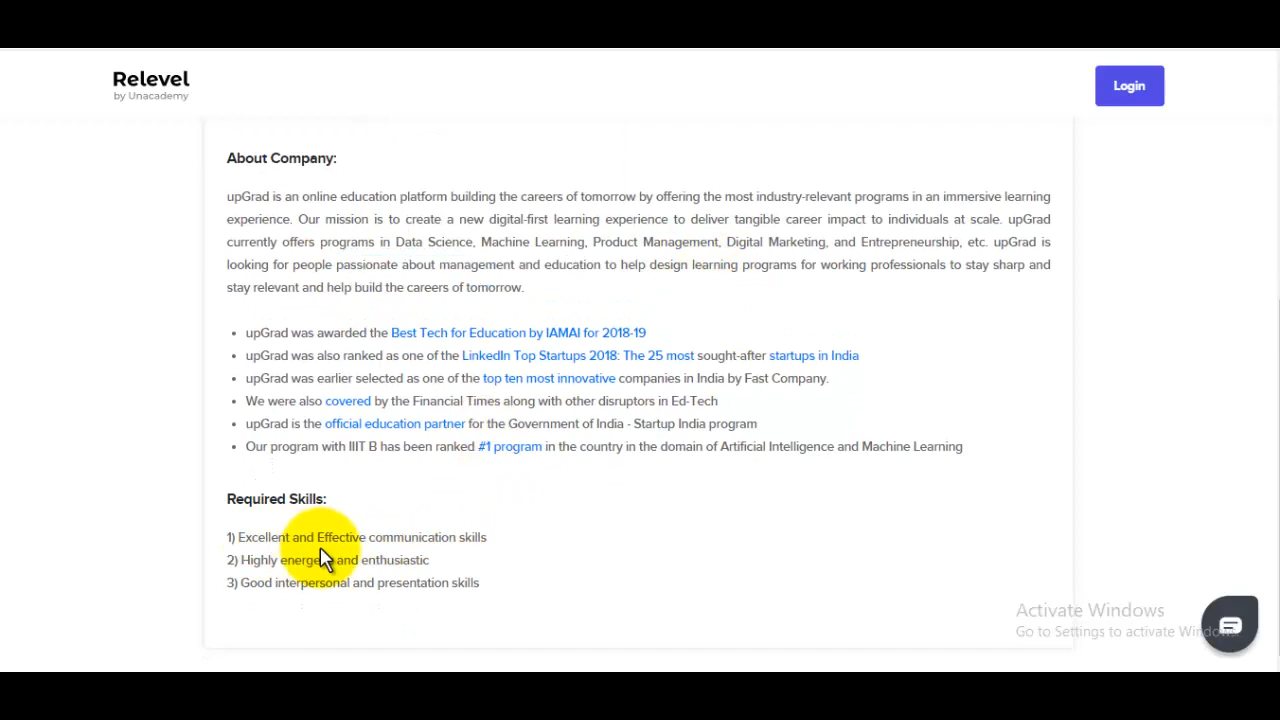 Relevel
by Unacademy
Login
About Company:
upGrad is an online education platform building the careers of tomorrow by offering the most industry-relevant programs in an immersive learning
experience. Our mission is to create a new digital-first learning experience to deliver tangible career impact to individuals at scale. upGrad
currently offers programs in Data Science, Machine Learning, Product Management, Digital Marketing, and Entrepreneurship, etc. upGrad is
looking for people passionate about management and education to help design learning programs for working professionals to stay sharp and
stay relevant and help build the careers of tomorrow.
• upGrad was awarded the Best Tech for Education by IAMAI for 2018-19
• upGrad was also ranked as one of the LinkedIn Top Startups 2018: The 25 most sought-after startups in India
• upGrad was earlier selected as one of the top ten most innovative companies in India by Fast Company.
• We were also covered by the Financial Times along with other disruptors in Ed-Tech
• upGrad is the official education partner for the Government of India - Startup India program
• Our program with IIIT B has been ranked #1 program in the country in the domain of Artificial Intelligence and Machine Learning
Required Skills:
1) Excellent and Effective communication skills
2) Highly and enthusiastic
3) Good interpersonal and presentation skills
Activate Windows
Go to Settings to activate Windows.